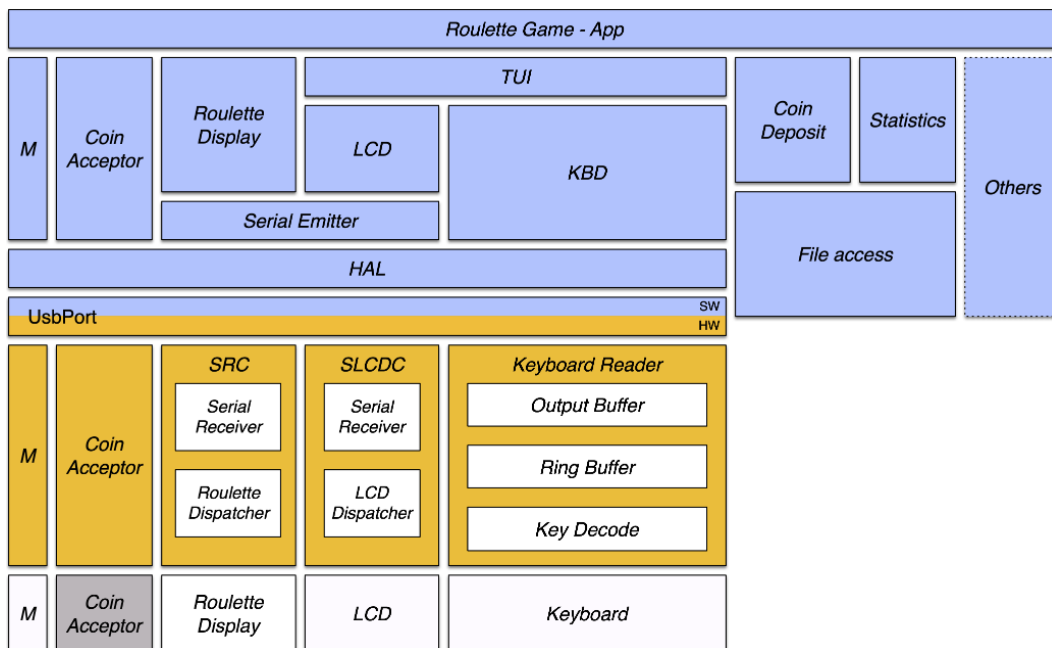 Roulette Game - App
M
Coin
Acceptor
Roulette
Display
TUI
LCD
KBD
Serial Emitter
Coin
Deposit
Statistics
Others
File access
HAL
UsbPort
SW
HW
M
Coin
Acceptor
SRC
Serial
Receiver
Roulette
Dispatcher
SLCDC
Serial
Receiver
LCD
Dispatcher
Keyboard Reader
Output Buffer
Ring Buffer
Key Decode
M
Coin
Acceptor
Roulette
Display
LCD
Keyboard